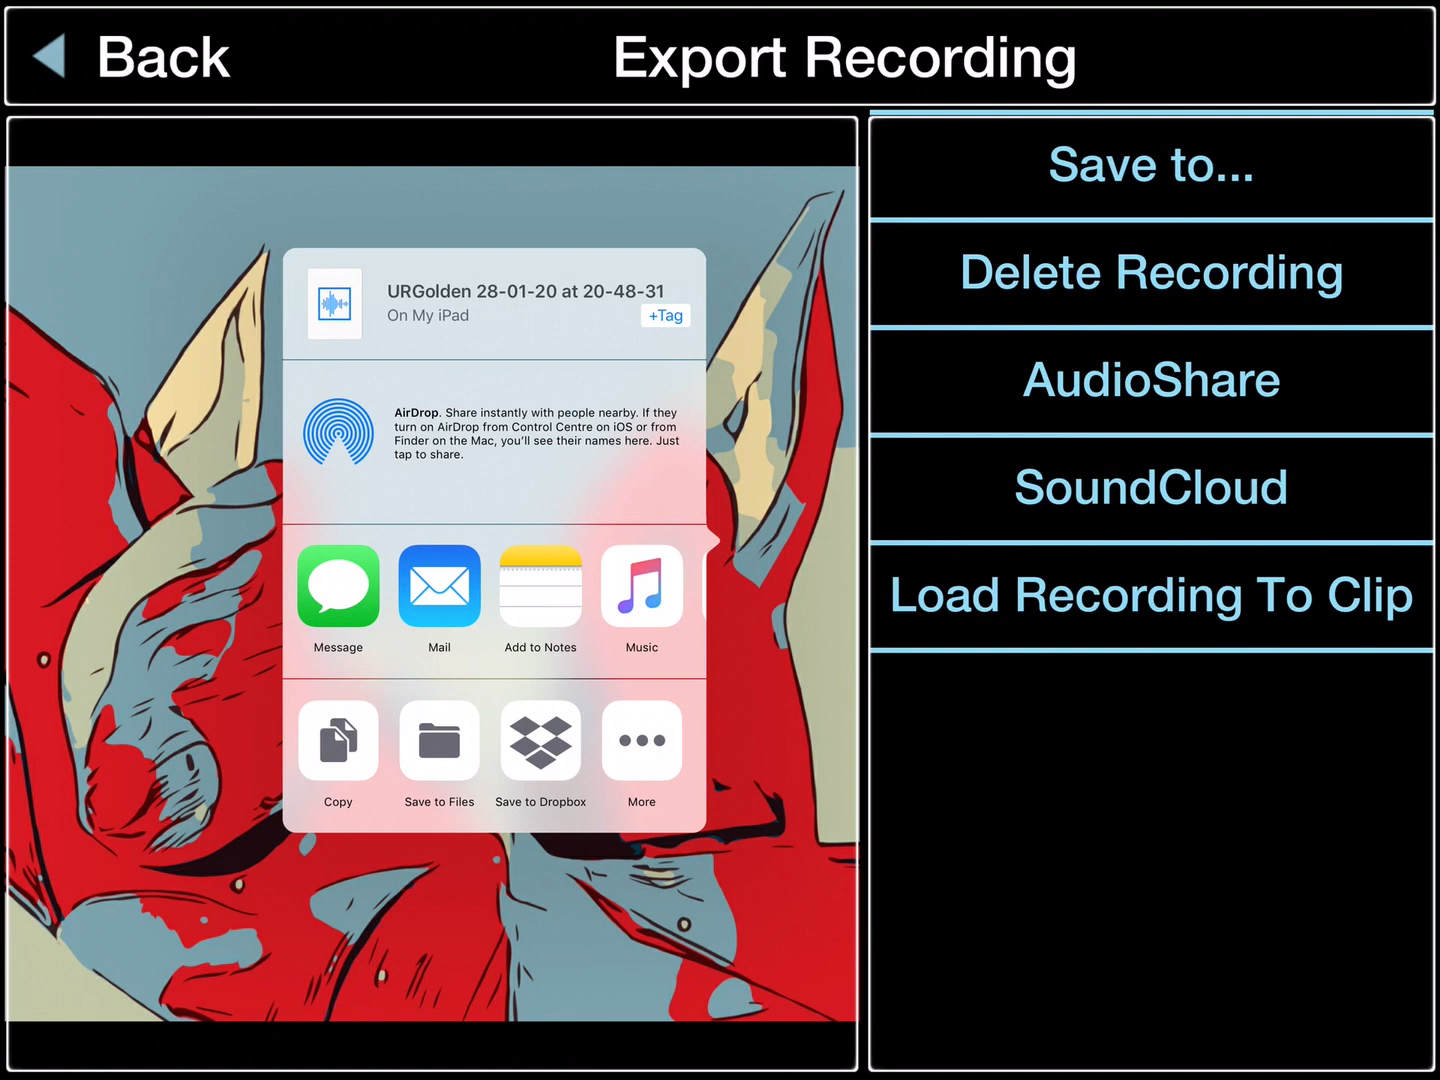 Back
Export Recording
Save to...
Delete Recording
AudioShare
SoundCloud
Load Recording To Clip
URGolden 28-01-20 at 20-48-31
On My iPad
+Tag
AirDrop. Share instantly with people nearby. If they
turn on AirDrop from Control Centre on iOS or from
Finder on the Mac, you'll see their names here. Just
tap to share.
Message
Mail
Add to Notes
Music
Copy
Save to Files
Save to Dropbox
More